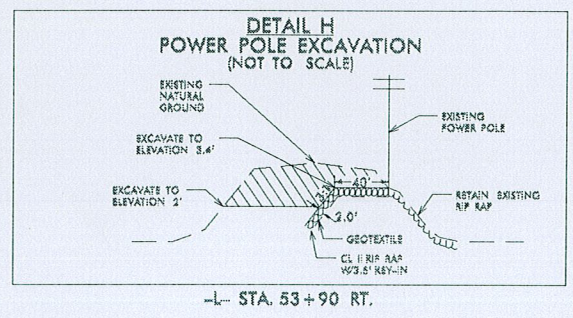 DETAIL H
POWER POLE EXCAVATION
(NOT TO SCALE)
EXISTING
NATURAL
GROUND
EXISTING
POWER POLE
EXCAVATE TO
ELEVATION 3.4'
40'
EXCAVATE TO
ELEVATION 2'
RETAIN EXISTING
RIP RAP
2.0'
GEOTEXTILE
CL II RIP RAP
W/3.5' KEY-IN
-L- STA. 53+90 RT.